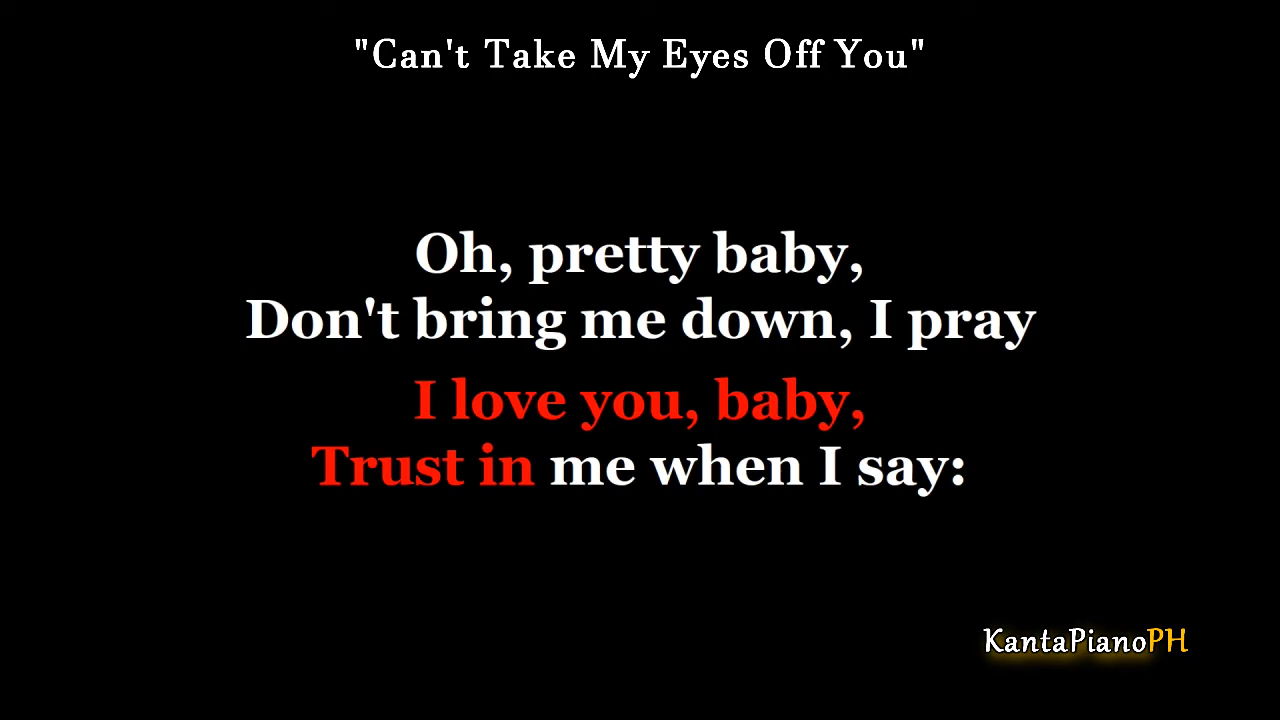 "Can't Take My Eyes Off You"
Oh, pretty baby,
Don't bring me down, I pray
I love you, baby,
Trust in me when I say:
KantaPianoPH